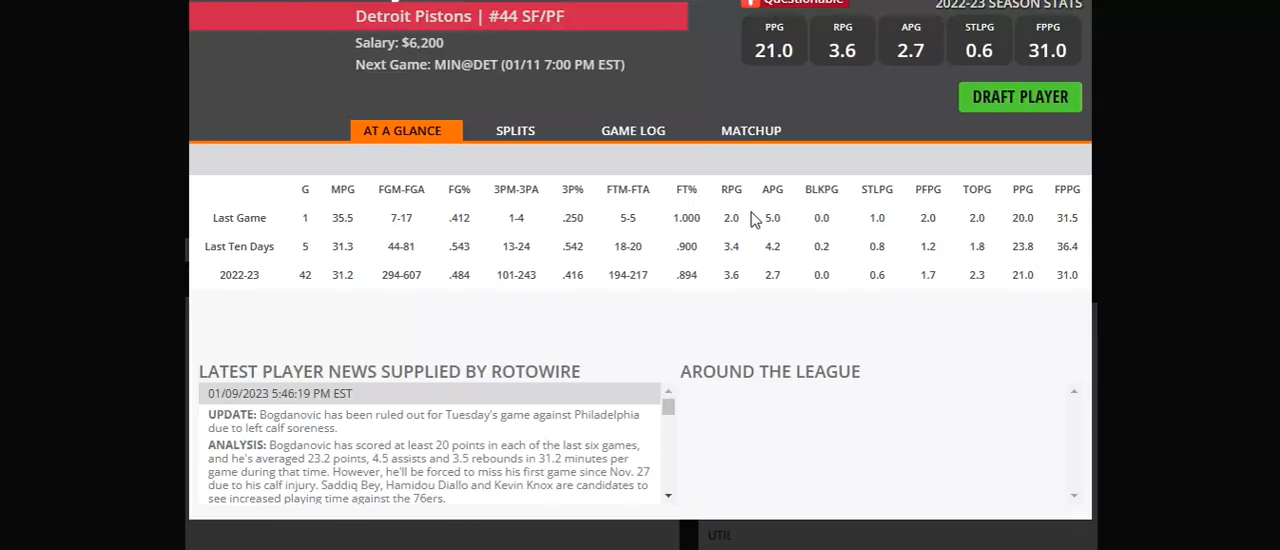 Detroit Pistons | #44 SF/PF
Questionable
2022-23 SEASON STATS
Salary: $6,200
Next Game: MIN@DET (01/11 7:00 PM EST)
PPG RPG APG STLPG FPPG
21.0 3.6 2.7 0.6 31.0
DRAFT PLAYER
AT A GLANCE SPLITS GAME LOG MATCHUP
G MPG FGM-FGA FG% 3PM-3PA 3P% FTM-FTA FT% RPG APG BLKPG STLPG PFPG TOPG PPG FPPG
Last Game 1 35.5 7-17 .412 1-4 .250 5-5 1.000 2.0 5.0 0.0 1.0 2.0 2.0 20.0 31.5
Last Ten Days 5 31.3 44-81 .543 13-24 .542 18-20 .900 3.4 4.2 0.2 0.8 1.2 1.8 23.8 36.4
2022-23 42 31.2 294-607 .484 101-243 .416 194-217 .894 3.6 2.7 0.0 0.6 1.7 2.3 21.0 31.0
LATEST PLAYER NEWS SUPPLIED BY ROTOWIRE
01/09/2023 5:46:19 PM EST
UPDATE: Bogdanovic has been ruled out for Tuesday's game against Philadelphia
due to left calf soreness.
ANALYSIS: Bogdanovic has scored at least 20 points in each of the last six games,
and he's averaged 23.2 points, 4.5 assists and 3.5 rebounds in 31.2 minutes per
game during that time. However, he'll be forced to miss his first game since Nov. 27
due to his calf injury. Saddiq Bey, Hamidou Diallo and Kevin Knox are candidates to
see increased playing time against the 76ers.
AROUND THE LEAGUE
UTIL